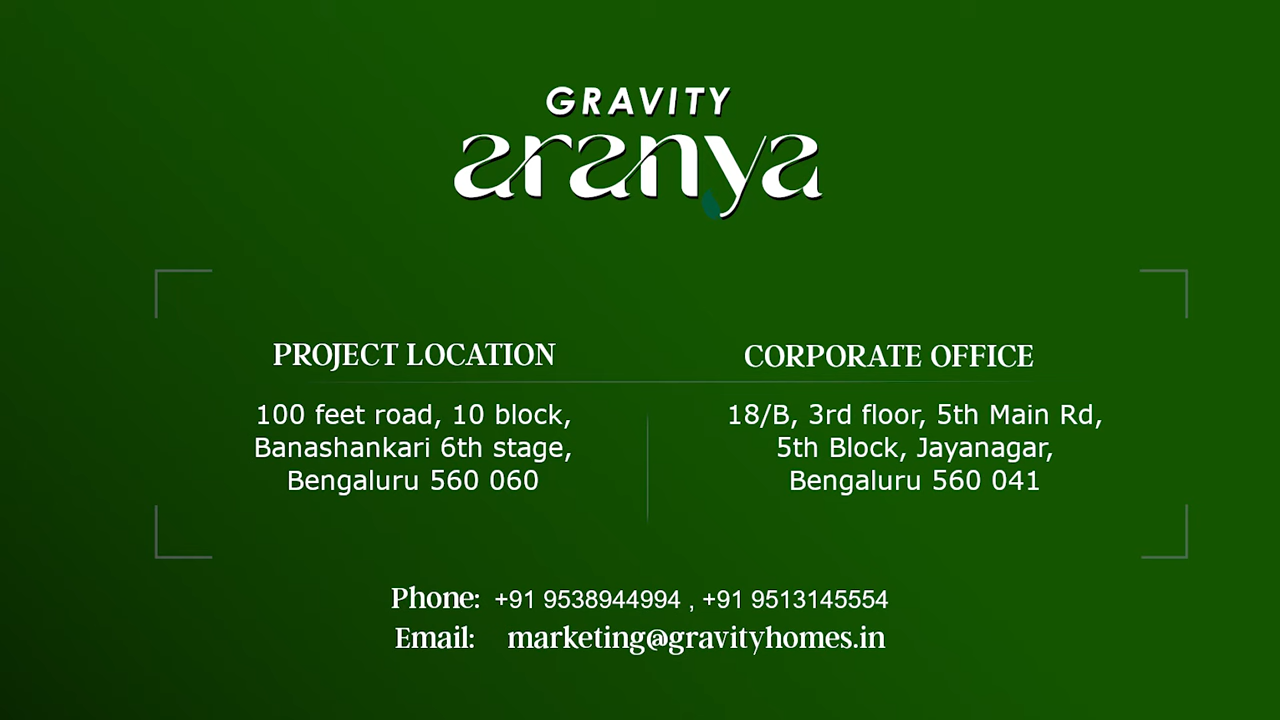 GRAVITY
aranya
PROJECT LOCATION
100 feet road, 10 block,
Banashankari 6th stage,
Bengaluru 560 060
CORPORATE OFFICE
18/B, 3rd floor, 5th Main Rd,
5th Block, Jayanagar,
Bengaluru 560 041
Phone: +91 9538944994 , +91 9513145554
Email: marketing@gravityhomes.in